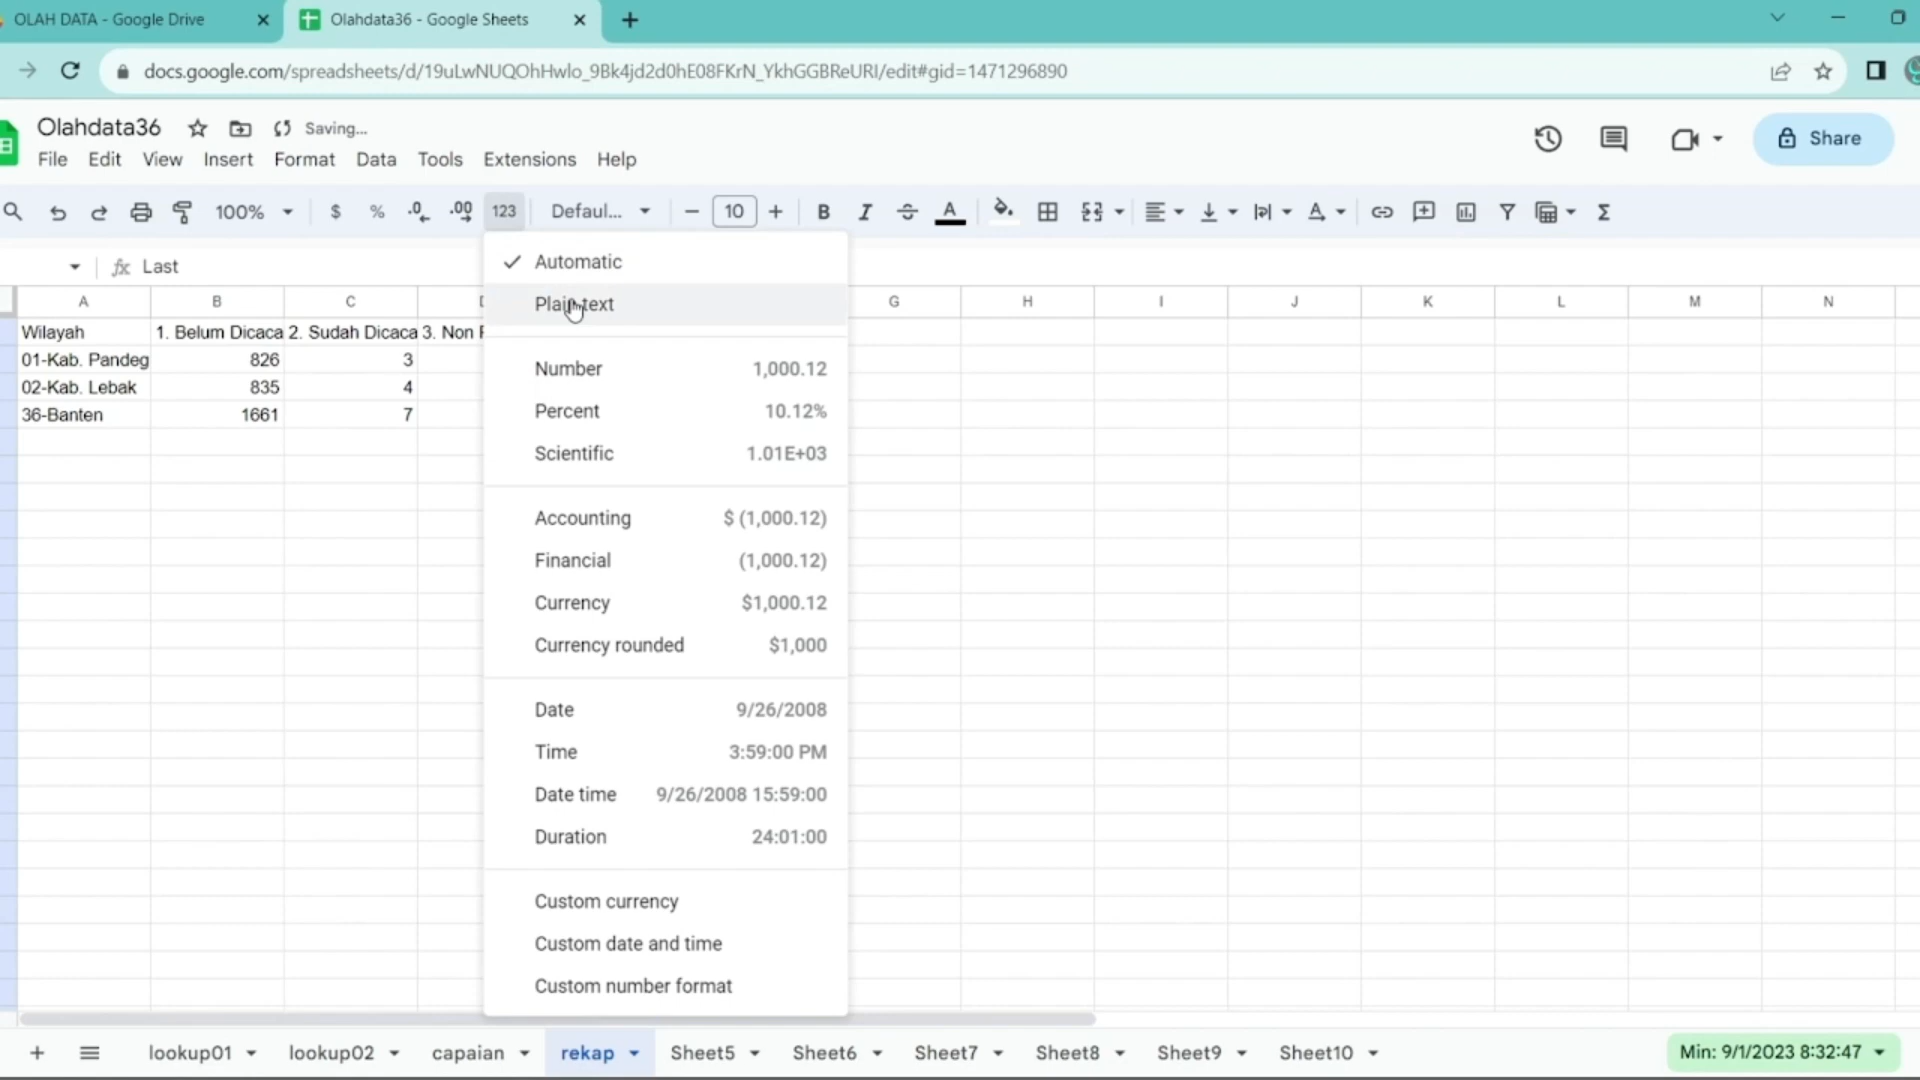 OLAH DATA - Google Drive
Olahdata36 - Google Sheets
docs.google.com/spreadsheets/d/19uLwNUQOhHwlo_9Bk4jd2d0hE08FKrN_YkhGGBReURI/edit#gid=1471296890
Olahdata36 Saving...
File Edit View Insert Format Data Tools Extensions Help
Share
100% $ % .0 .00 123 Defaul... 10 B I A Σ
fx Last
A B C G H I J K L M N
Wilayah 1. Belum Dicaca 2. Sudah Dicaca 3. Non
01-Kab. Pandeg 826 3
02-Kab. Lebak 835 4
36-Banten 1661 7
Automatic
Plain text
Number 1,000.12
Percent 10.12%
Scientific 1.01E+03
Accounting $ (1,000.12)
Financial (1,000.12)
Currency $1,000.12
Currency rounded $1,000
Date 9/26/2008
Time 3:59:00 PM
Date time 9/26/2008 15:59:00
Duration 24:01:00
Custom currency
Custom date and time
Custom number format
lookup01 lookup02 capaian rekap Sheet5 Sheet6 Sheet7 Sheet8 Sheet9 Sheet10
Min: 9/1/2023 8:32:47